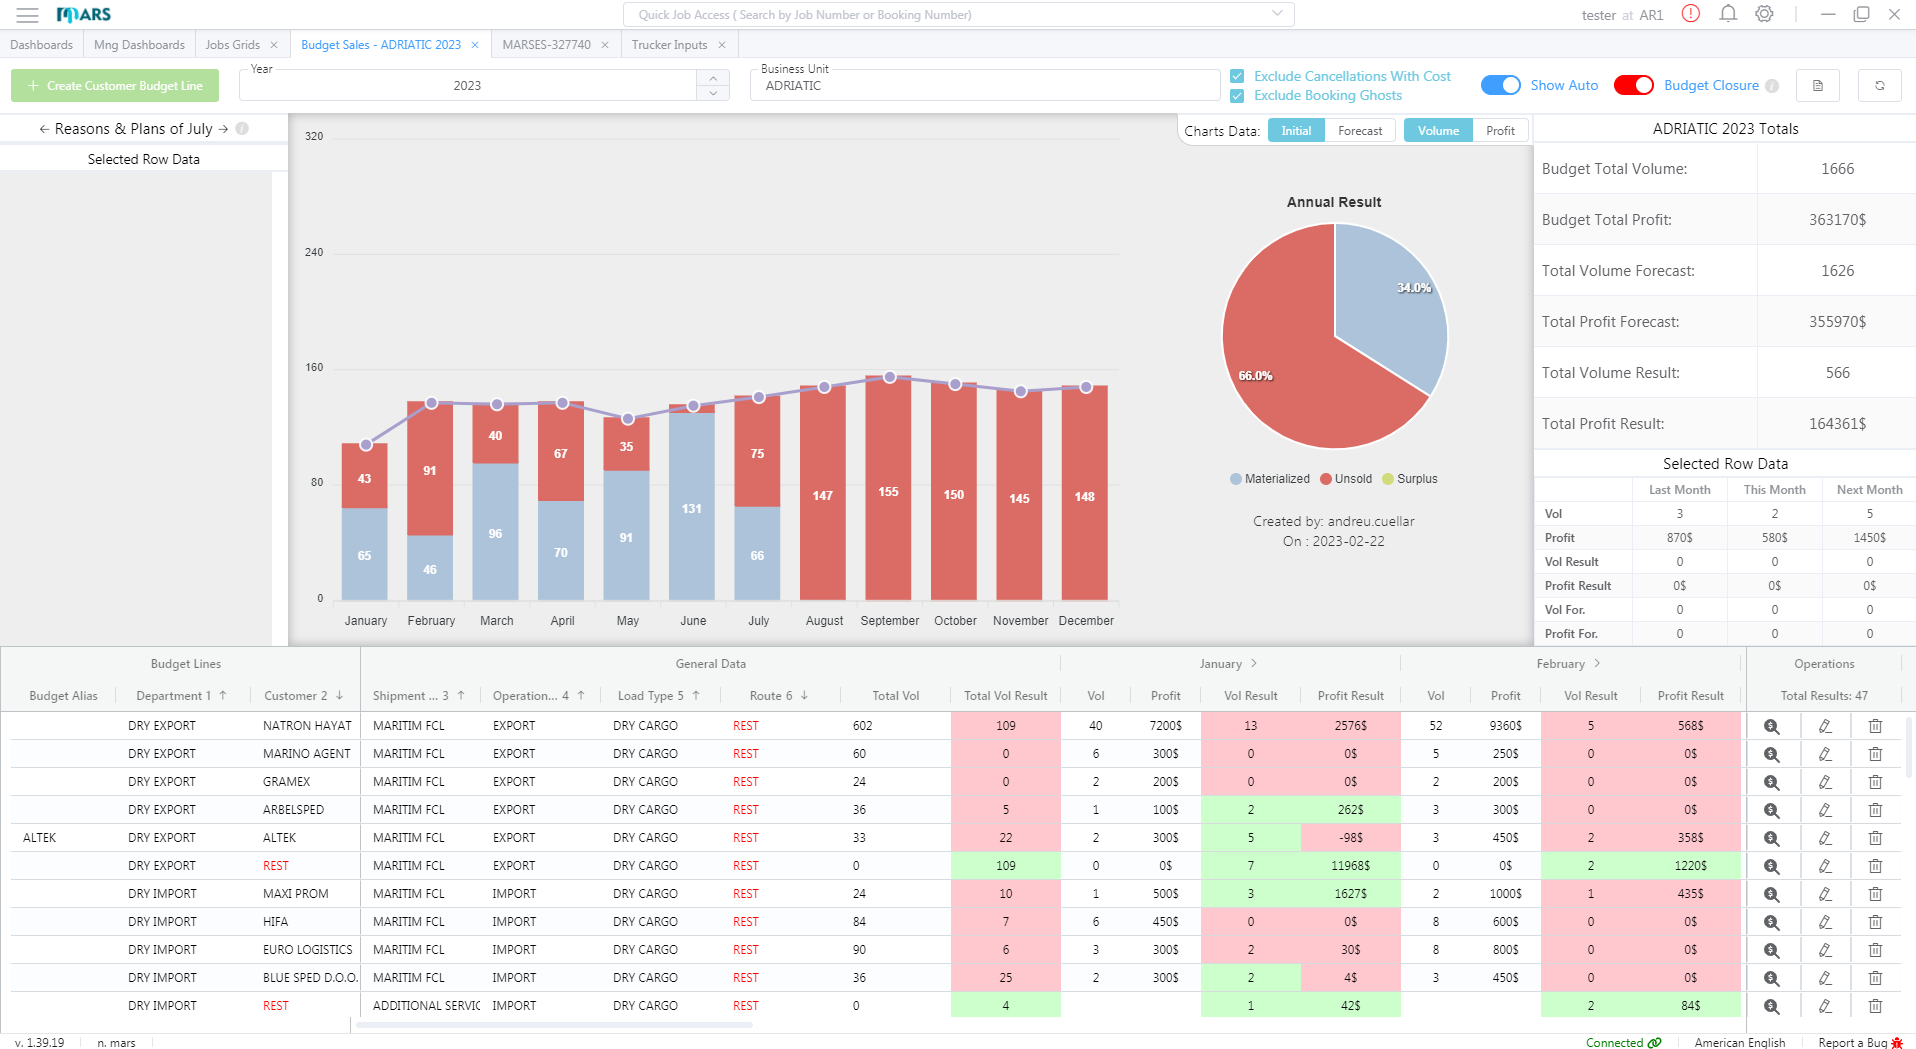 MARS
Quick Job Access ( Search by Job Number or Booking Number)
tester at AR1
Dashboards Mng Dashboards Jobs Grids × Budget Sales - ADRIATIC 2023 × MARSES-327740 × Trucker Inputs ×
+ Create Customer Budget Line
Year
2023
Business Unit
ADRIATIC
Exclude Cancellations With Cost
Exclude Booking Ghosts
Show Auto
Budget Closure
← Reasons & Plans of July →
Selected Row Data
Charts Data: Initial Forecast Volume Profit
320
240
160
80
0
43 91 40 67 35 75 147 155 150 145 148
65 46 96 70 91 131 66
January February March April May June July August September October November December
Annual Result
34.0%
66.0%
Materialized Unsold Surplus
Created by: andreu.cuellar
On : 2023-02-22
ADRIATIC 2023 Totals
Budget Total Volume: 1666
Budget Total Profit: 363170$
Total Volume Forecast: 1626
Total Profit Forecast: 355970$
Total Volume Result: 566
Total Profit Result: 164361$
Selected Row Data
Last Month This Month Next Month
Vol 3 2 5
Profit 870$ 580$ 1450$
Vol Result 0 0 0
Profit Result 0$ 0$ 0$
Vol For. 0 0 0
Profit For. 0 0 0
Budget Lines General Data January > February > Operations
Budget Alias Department 1 ↑ Customer 2 ↓ Shipment ... 3 ↑ Operation... 4 ↑ Load Type 5 ↑ Route 6 ↓ Total Vol Total Vol Result Vol Profit Vol Result Profit Result Vol Profit Vol Result Profit Result Total Results: 47
DRY EXPORT NATRON HAYAT MARITIM FCL EXPORT DRY CARGO REST 602 109 40 7200$ 13 2576$ 52 9360$ 5 568$
DRY EXPORT MARINO AGENT MARITIM FCL EXPORT DRY CARGO REST 60 0 6 300$ 0 0$ 5 250$ 0 0$
DRY EXPORT GRAMEX MARITIM FCL EXPORT DRY CARGO REST 24 0 2 200$ 0 0$ 2 200$ 0 0$
DRY EXPORT ARBELSPED MARITIM FCL EXPORT DRY CARGO REST 36 5 1 100$ 2 262$ 3 300$ 0 0$
ALTEK DRY EXPORT ALTEK MARITIM FCL EXPORT DRY CARGO REST 33 22 2 300$ 5 -98$ 3 450$ 2 358$
DRY EXPORT REST MARITIM FCL EXPORT DRY CARGO REST 0 109 0 0$ 7 11968$ 0 0$ 2 1220$
DRY IMPORT MAXI PROM MARITIM FCL IMPORT DRY CARGO REST 24 10 1 500$ 3 1627$ 2 1000$ 1 435$
DRY IMPORT HIFA MARITIM FCL IMPORT DRY CARGO REST 84 7 6 450$ 0 0$ 8 600$ 0 0$
DRY IMPORT EURO LOGISTICS MARITIM FCL IMPORT DRY CARGO REST 90 6 3 300$ 2 30$ 8 800$ 0 0$
DRY IMPORT BLUE SPED D.O.O. MARITIM FCL IMPORT DRY CARGO REST 36 25 2 300$ 2 4$ 3 450$ 0 0$
DRY IMPORT REST ADDITIONAL SERVIC IMPORT DRY CARGO REST 0 4 1 42$ 2 84$
v. 1.39.19 n. mars Connected American English Report a Bug